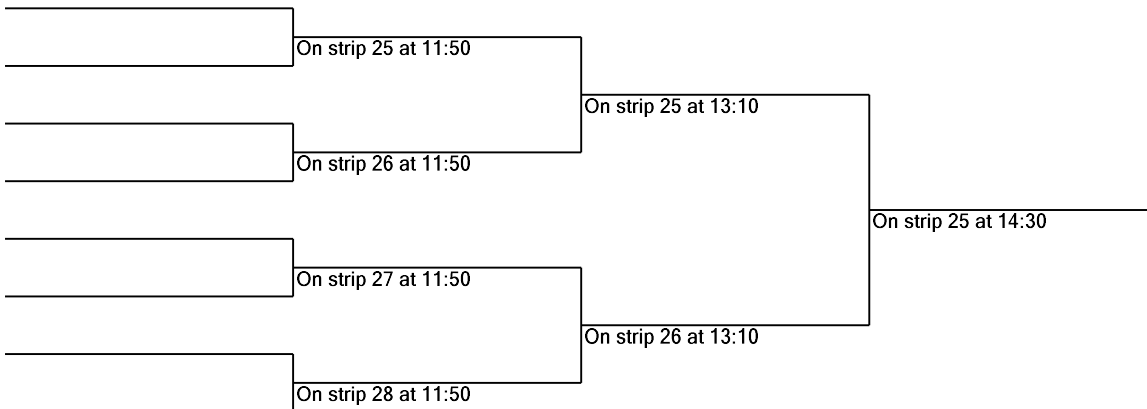 On strip 25 at 11:50
On strip 25 at 13:10
On strip 26 at 11:50
On strip 25 at 14:30
On strip 27 at 11:50
On strip 26 at 13:10
On strip 28 at 11:50